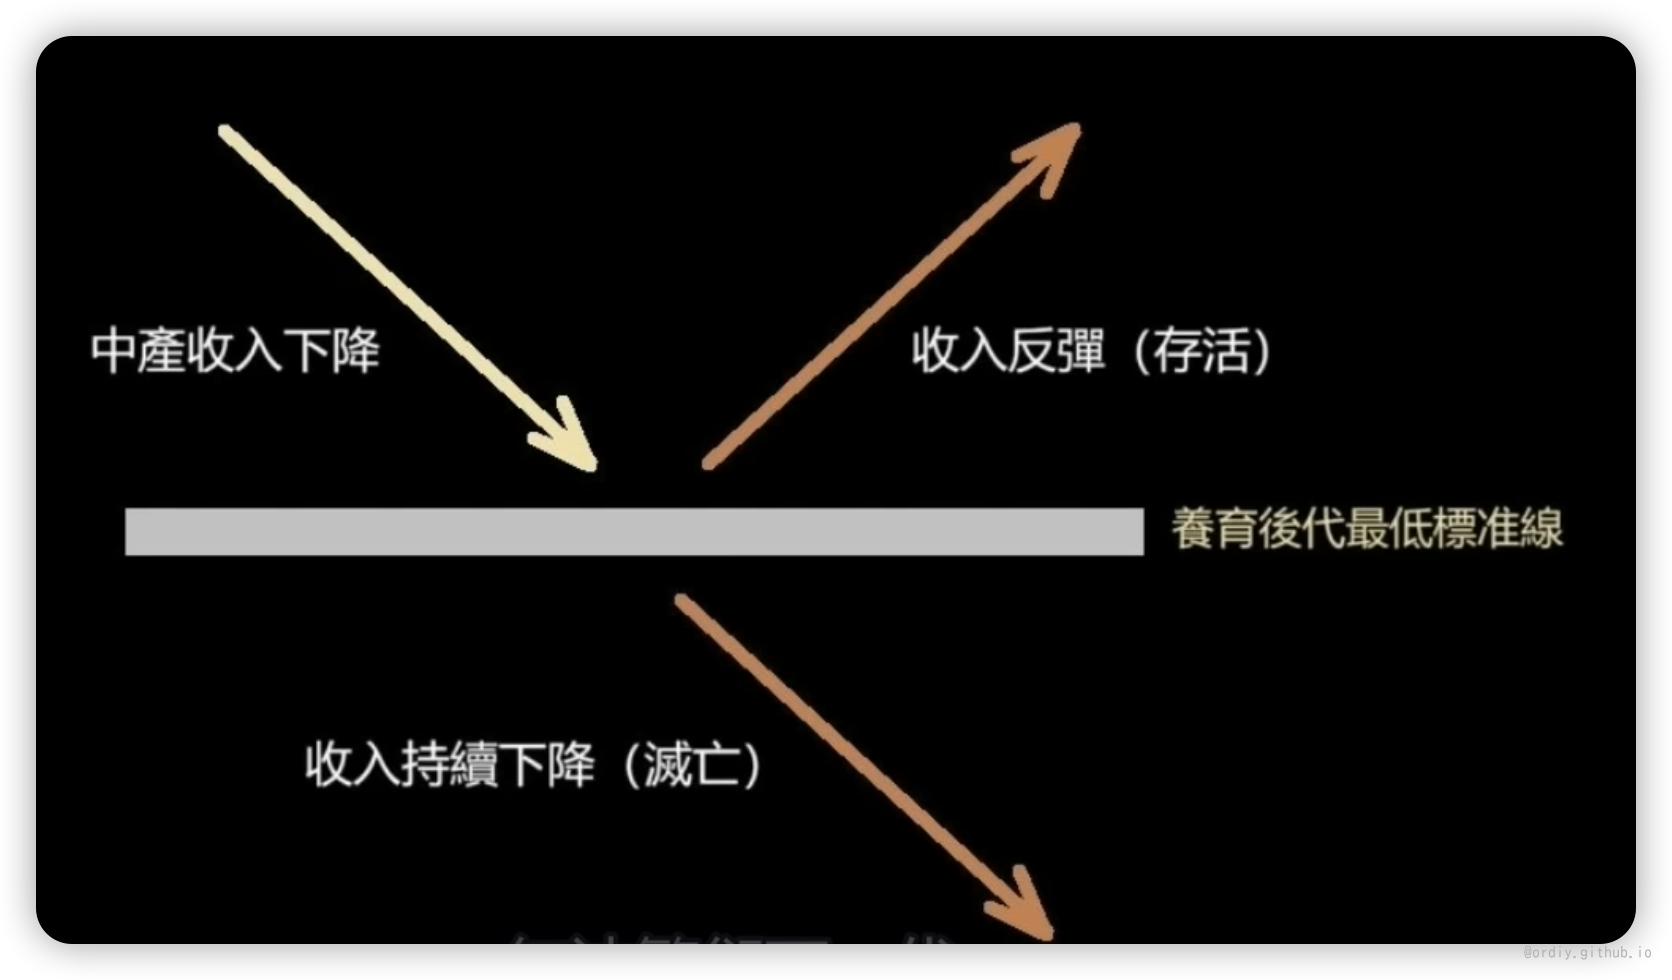 中產收入下降
收入反彈（存活）
養育後代最低標准線
收入持續下降（滅亡）
@ordiy.github.io